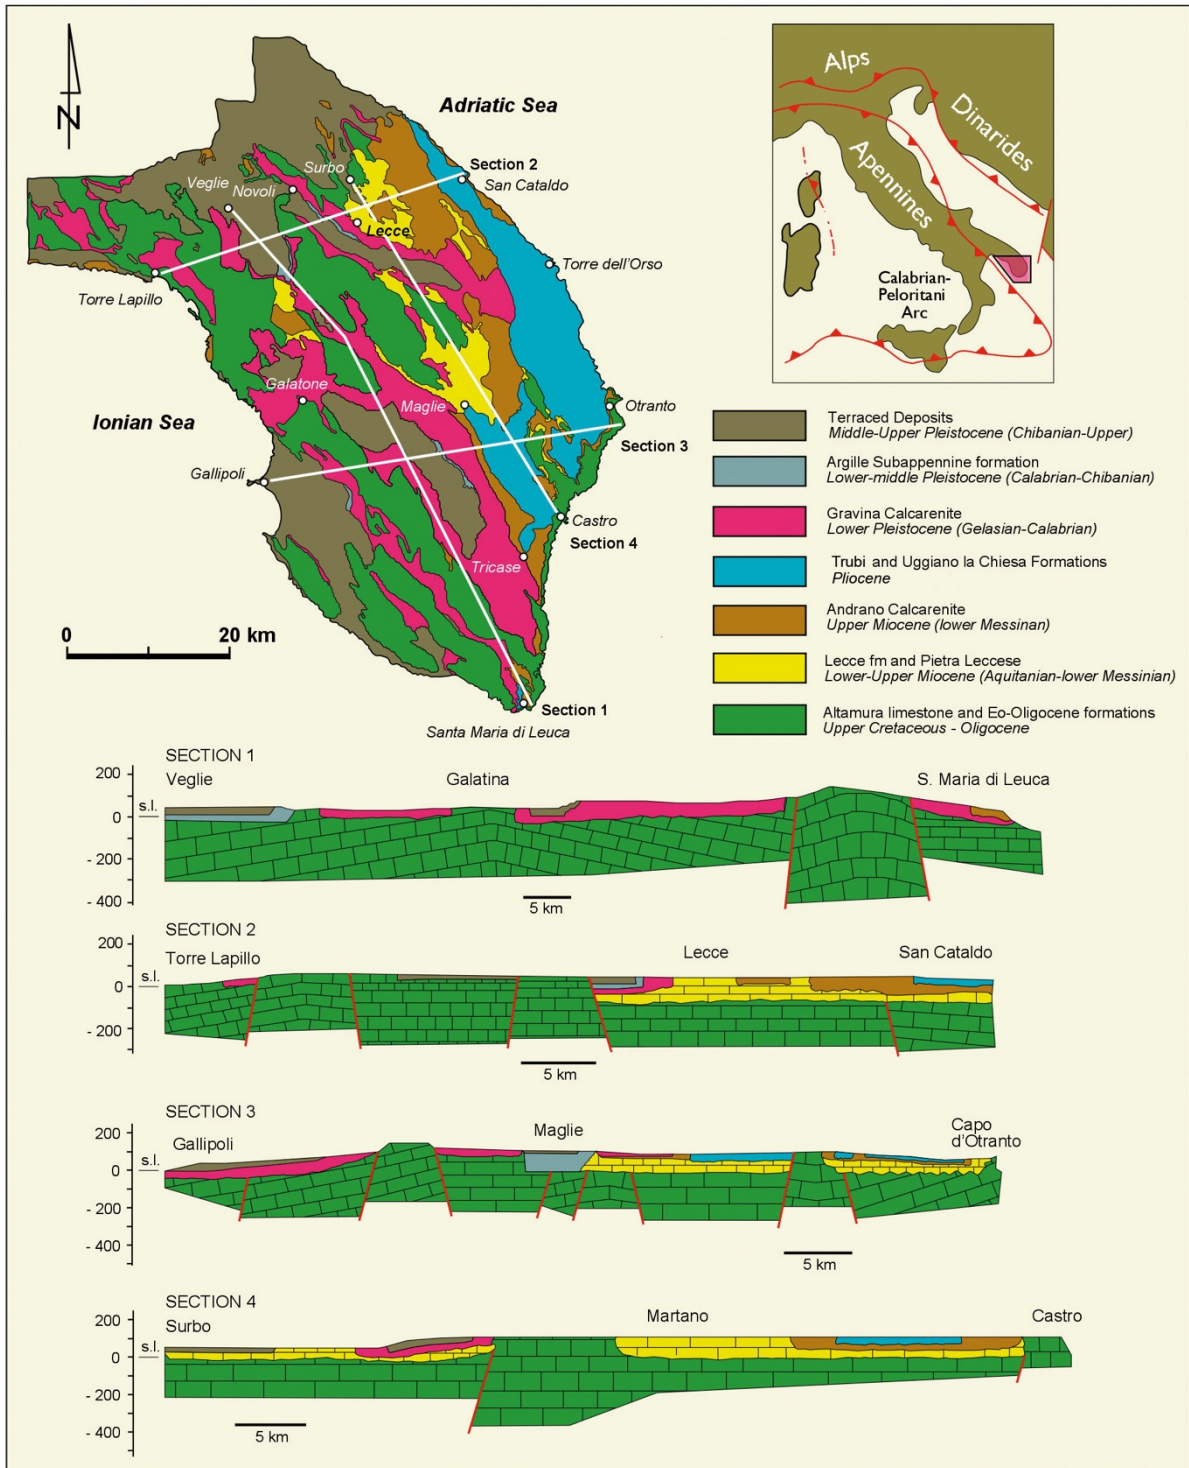 N
Adriatic Sea
Section 2
San Cataldo
Surbo
Veglie
Novoli
Lecce
Torre dell'Orso
Torre Lapillo
Galatone
Ionian Sea
Maglie
Otranto
Section 3
Gallipoli
Castro
Section 4
Tricase
0 20 km
Section 1
Santa Maria di Leuca
Alps
Dinarides
Apennines
Calabrian-
Peloritani
Arc
Terraced Deposits
Middle-Upper Pleistocene (Chibanian-Upper)
Argille Subappennine formation
Lower-middle Pleistocene (Calabrian-Chibanian)
Gravina Calcarenite
Lower Pleistocene (Gelasian-Calabrian)
Trubi and Uggiano la Chiesa Formations
Pliocene
Andrano Calcarenite
Upper Miocene (lower Messinan)
Lecce fm and Pietra Leccese
Lower-Upper Miocene (Aquitanian-lower Messinian)
Altamura limestone and Eo-Oligocene formations
Upper Cretaceous - Oligocene
SECTION 1
200
Veglie Galatina S. Maria di Leuca
s.l.
0
- 200
- 400
5 km
SECTION 2
200
Torre Lapillo Lecce San Cataldo
s.l.
0
- 200
5 km
SECTION 3
200
Gallipoli Maglie Capo
d'Otranto
s.l.
0
- 200
- 400
5 km
SECTION 4
200
Surbo Martano Castro
s.l.
0
- 200
- 400
5 km